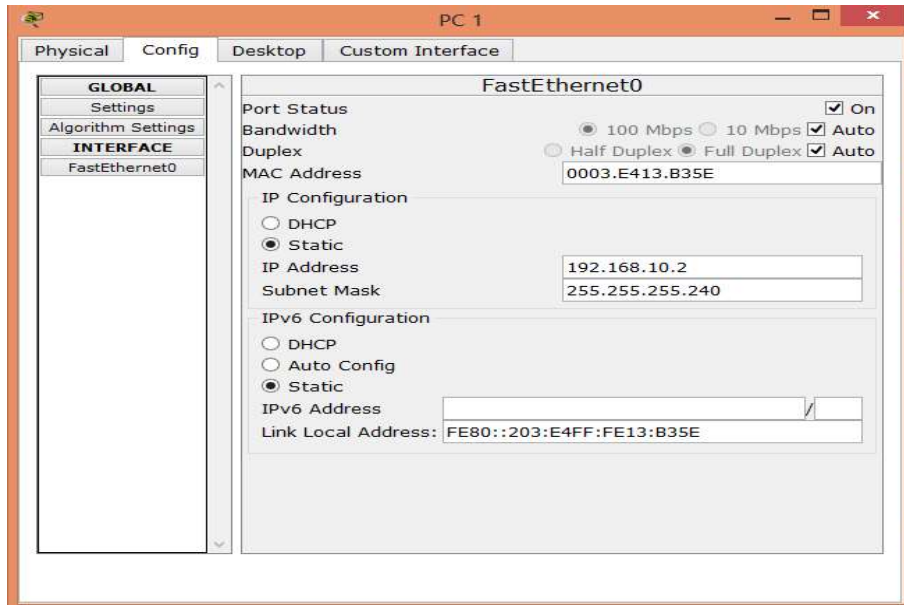 PC 1
Physical Config Desktop Custom Interface
GLOBAL
Settings
Algorithm Settings
INTERFACE
FastEthernet0
FastEthernet0
Port Status On
Bandwidth 100 Mbps 10 Mbps Auto
Duplex Half Duplex Full Duplex Auto
MAC Address 0003.E413.B35E
IP Configuration
DHCP
Static
IP Address 192.168.10.2
Subnet Mask 255.255.255.240
IPv6 Configuration
DHCP
Auto Config
Static
IPv6 Address /
Link Local Address: FE80::203:E4FF:FE13:B35E